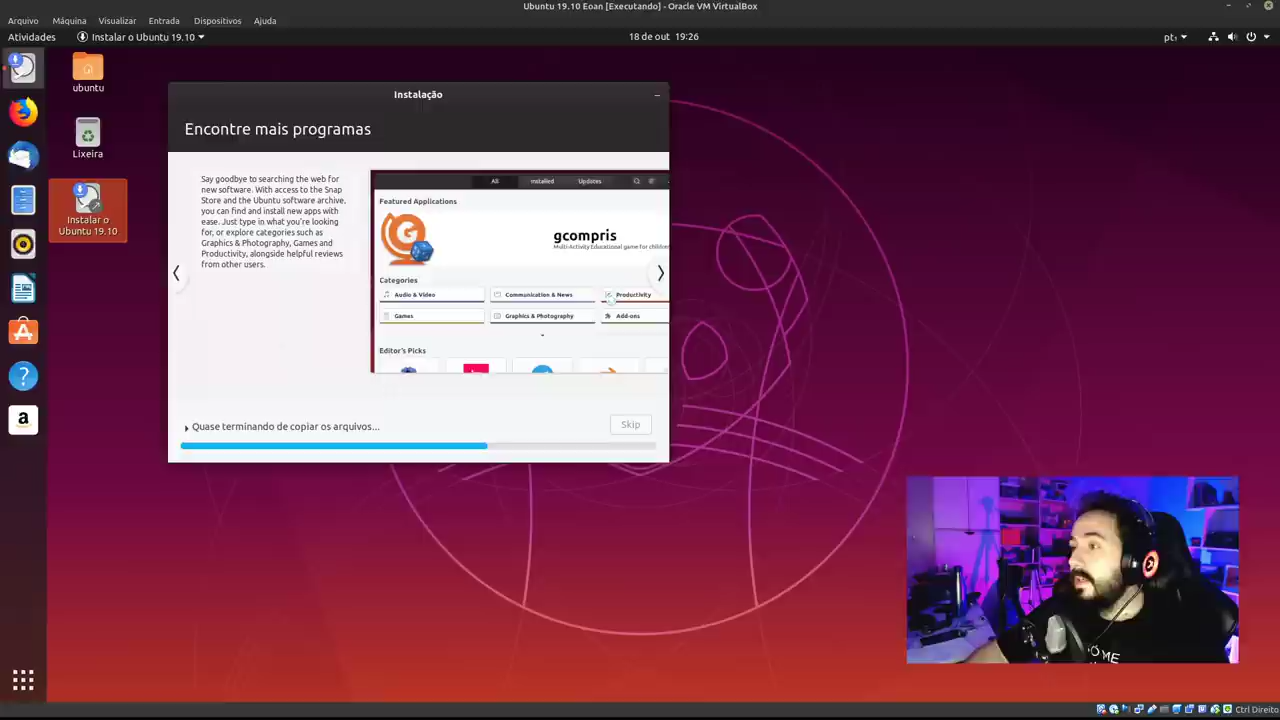 Ubuntu 19.10 Eoan [Executando] - Oracle VM VirtualBox
Arquivo Máquina Visualizar Entrada Dispositivos Ajuda
Atividades Instalar o Ubuntu 19.10 18 de out 19:26
ubuntu
Lixeira
Instalar o
Ubuntu 19.10
Instalação
Encontre mais programas
Say goodbye to searching the web for
new software. With access to the Snap
Store and the Ubuntu software archive,
you can find and install new apps with
ease. Just type in what you're looking
for, or explore categories such as
Graphics & Photography, Games and
Productivity, alongside helpful reviews
from other users.
All Installed Updates
Featured Applications
gcompris
Multi-Activity Educational game for children
Categories
Audio & Video Communication & News Productivity
Games Graphics & Photography Add-ons
Editor's Picks
Quase terminando de copiar os arquivos...
Skip
Ctrl Direito